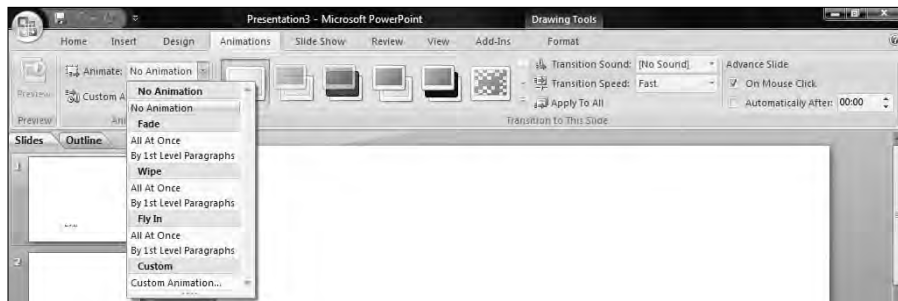 Presentation3 - Microsoft PowerPoint
Drawing Tools
Home Insert Design Animations Slide Show Review View Add-Ins Format
Animate: No Animation
Custom A
Preview
Transition Sound: [No Sound]
Transition Speed: Fast
Apply To All
Advance Slide
On Mouse Click
Automatically After: 00:00
Preview
Ani
Transition to This Slide
Slides Outline
No Animation
No Animation
Fade
All At Once
By 1st Level Paragraphs
Wipe
All At Once
By 1st Level Paragraphs
Fly In
All At Once
By 1st Level Paragraphs
Custom
Custom Animation...
1
2